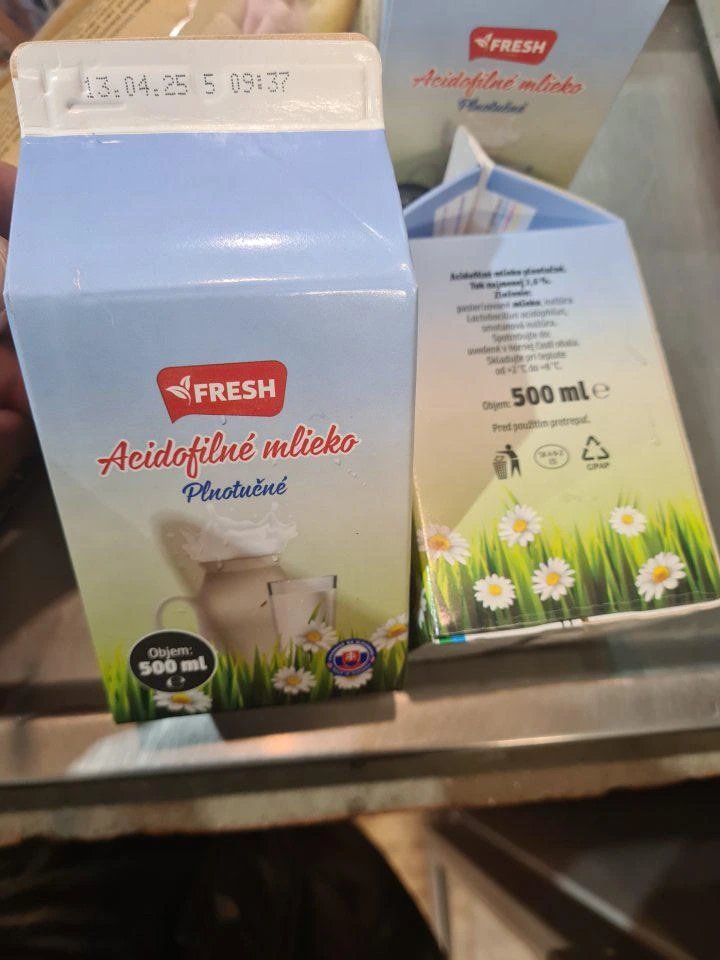 13.04.25 5 09:37
FRESH
Acidofilné mlieko
Plnotučné
Objem:
500 ml
e
FRESH
Acidofilné mlieko
Plnotučné
Acidofilné mlieko plnotučné.
Tuk najmenej 3,6 %.
Zloženie:
pasterizované mlieko, kultúra
Lactobacillus acidophilus,
smotanová kultúra.
Spotrebujte do:
uvedené v hornej časti obalu.
Skladujte pri teplote
od +2 °C do +8 °C.
Objem: 500 ml e
Pred použitím pretrepať.
C/PAP